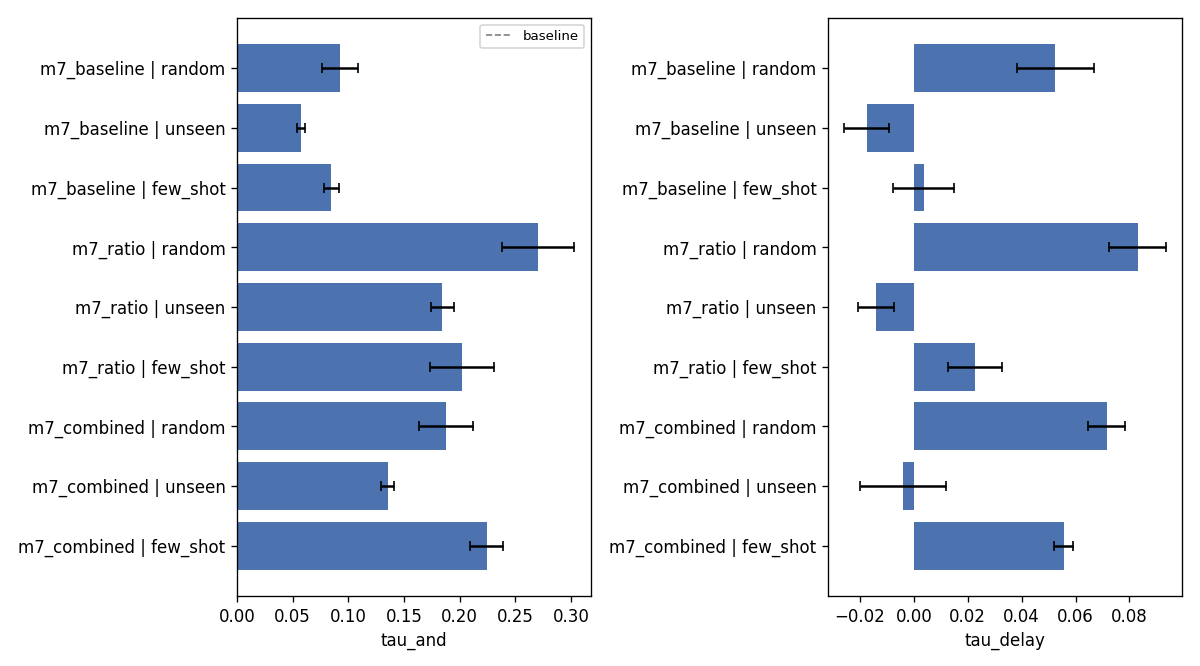 baseline
m7_baseline | random
m7_baseline | unseen
m7_baseline | few_shot
m7_ratio | random
m7_ratio | unseen
m7_ratio | few_shot
m7_combined | random
m7_combined | unseen
m7_combined | few_shot
0.00 0.05 0.10 0.15 0.20 0.25 0.30
tau_and
m7_baseline | random
m7_baseline | unseen
m7_baseline | few_shot
m7_ratio | random
m7_ratio | unseen
m7_ratio | few_shot
m7_combined | random
m7_combined | unseen
m7_combined | few_shot
−0.02 0.00 0.02 0.04 0.06 0.08
tau_delay